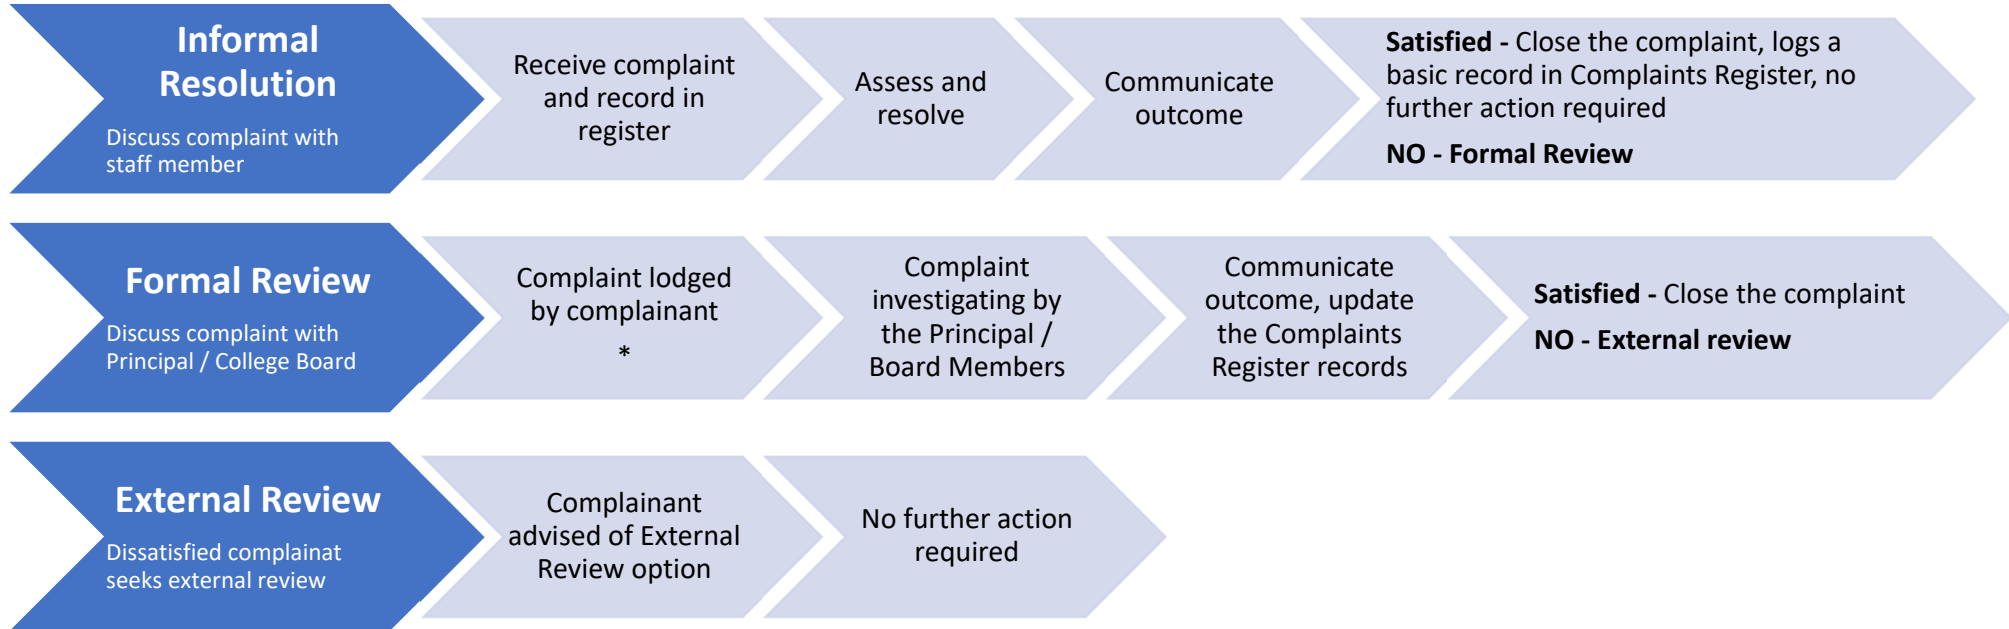 Informal
Resolution
Discuss complaint with
staff member
Receive complaint
and record in
register
Assess and
resolve
Communicate
outcome
Satisfied - Close the complaint, logs a
basic record in Complaints Register, no
further action required
NO - Formal Review
Formal Review
Discuss complaint with
Principal / College Board
Complaint lodged
by complainant
*
Complaint
investigating by
the Principal /
Board Members
Communicate
outcome, update
the Complaints
Register records
Satisfied - Close the complaint
NO - External review
External Review
Dissatisfied complainat
seeks external review
Complainant
advised of External
Review option
No further action
required